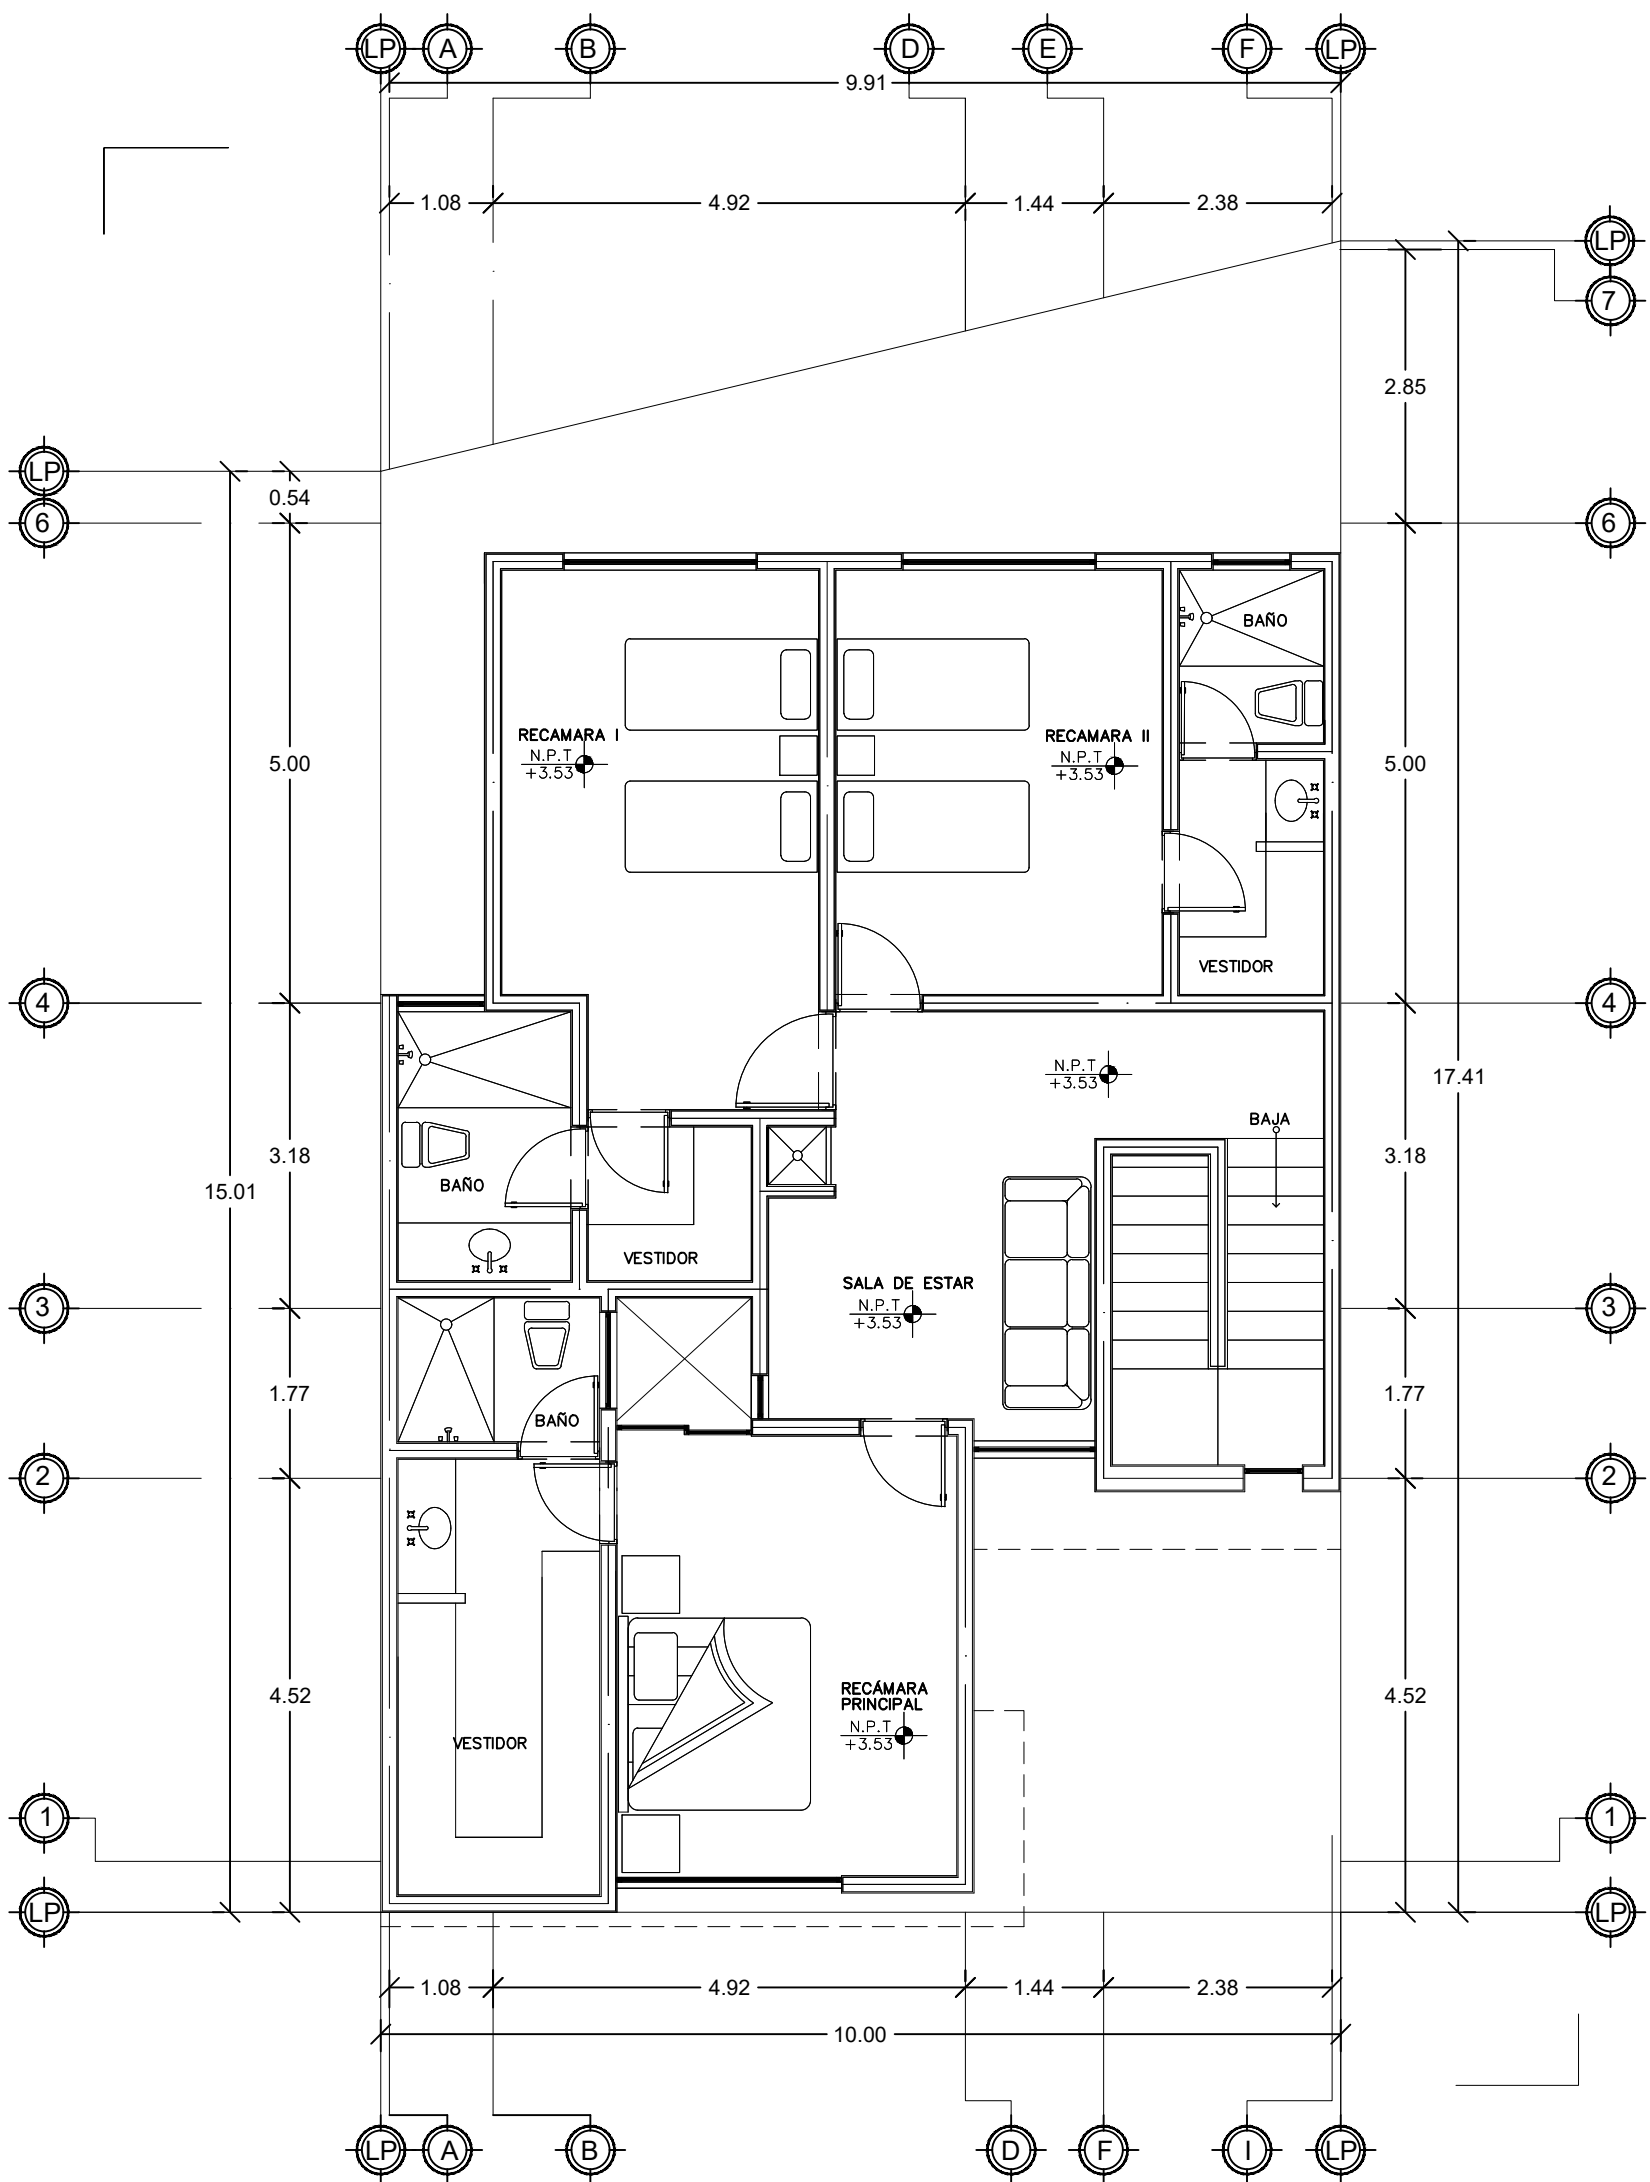 LP A B D E F LP
9.91
1.08 4.92 1.44 2.38
LP
7
2.85
LP
0.54
6
6
BAÑO
RECAMARA I
N.P.T
+3.53
RECAMARA II
N.P.T
+3.53
5.00
5.00
VESTIDOR
4
4
N.P.T
+3.53
17.41
BAJA
3.18
3.18
15.01
BAÑO
VESTIDOR
SALA DE ESTAR
N.P.T
+3.53
3
3
1.77
1.77
BAÑO
2
2
4.52
4.52
RECÁMARA
PRINCIPAL
N.P.T
+3.53
VESTIDOR
1
1
LP
LP
1.08 4.92 1.44 2.38
10.00
LP A B D F I LP